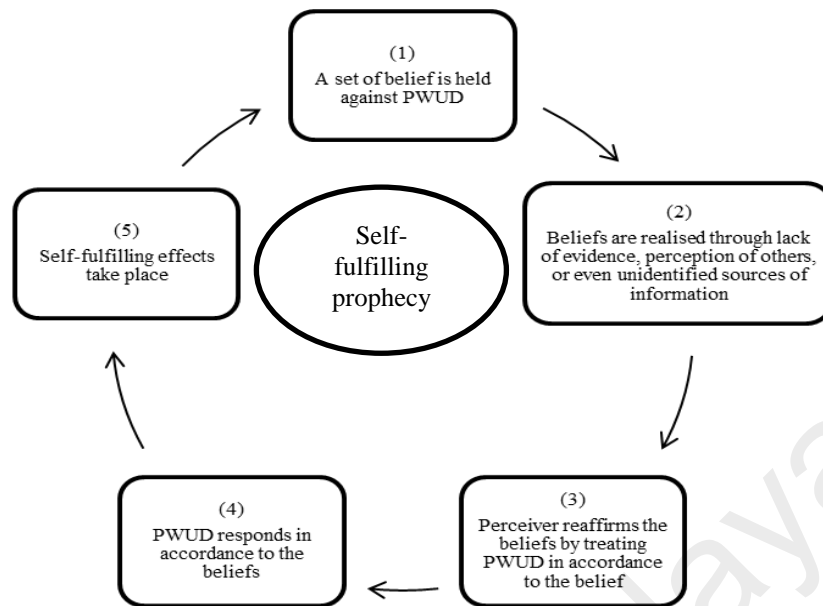 (1)
A set of belief is held
against PWUD
(2)
Beliefs are realised through lack
of evidence, perception of others,
or even unidentified sources of
information
(3)
Perceiver reaffirms the
beliefs by treating
PWUD in accordance
to the belief
(4)
PWUD responds in
accordance to the
beliefs
(5)
Self-fulfilling effects
take place
Self-
fulfilling
prophecy
laya